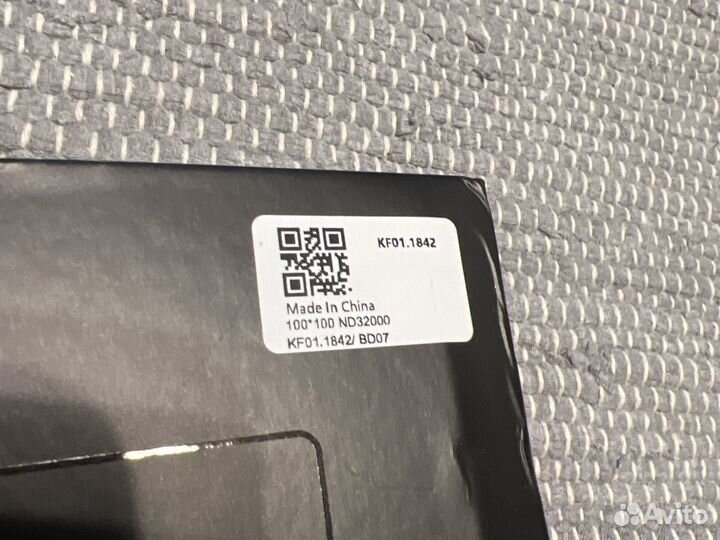 KF01.1842
Made In China
100*100 ND32000
KF01.1842/ BD07
Avito